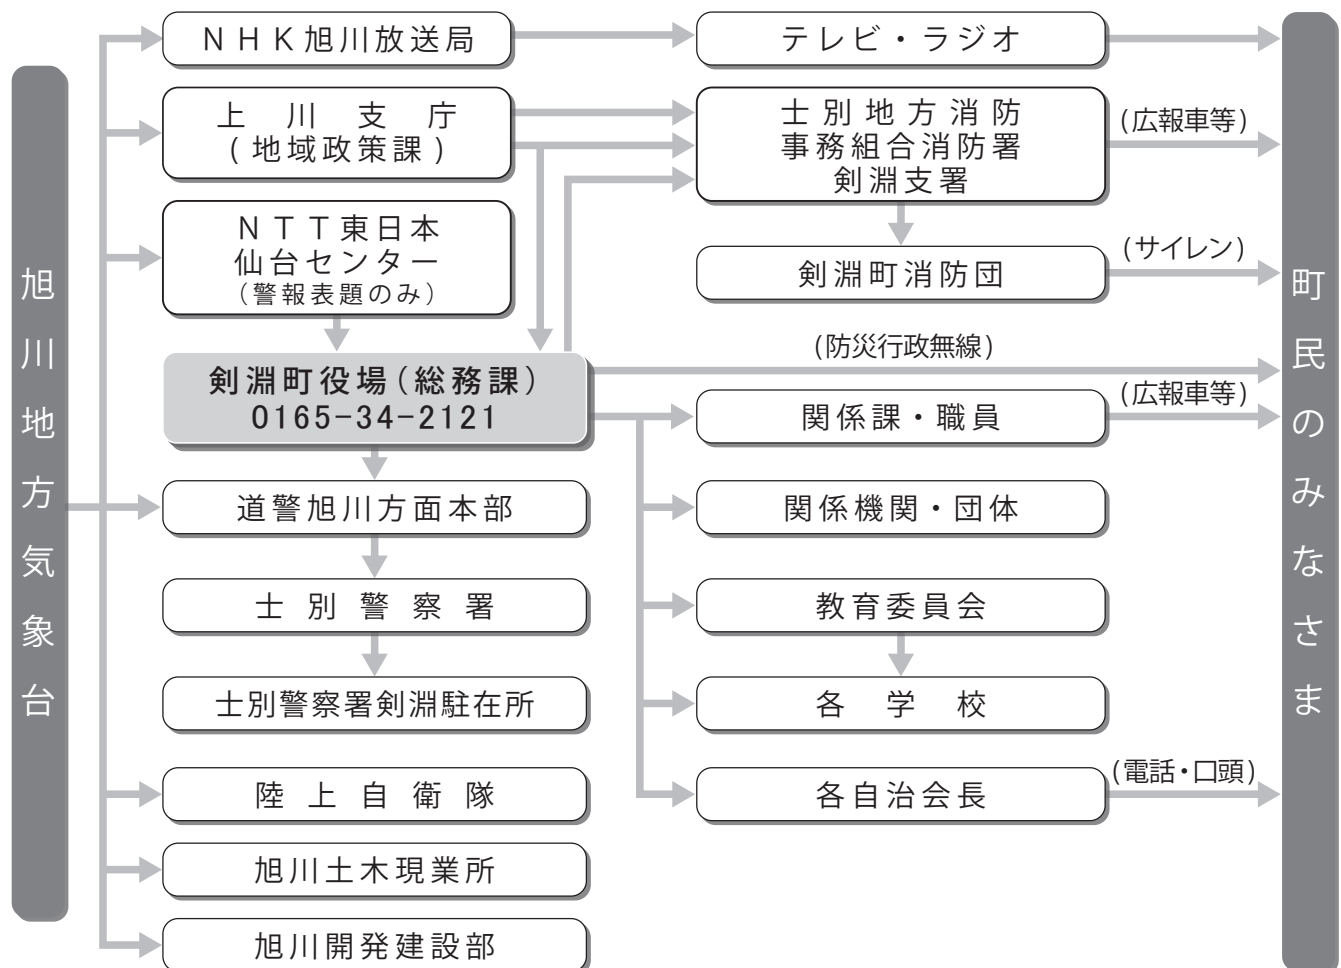 旭川地方気象台
NHK旭川放送局
テレビ・ラジオ
上川支庁
(地域政策課)
士別地方消防
事務組合消防署
剣淵支署
(広報車等)
NTT東日本
仙台センター
(警報表題のみ)
剣淵町消防団
(サイレン)
剣淵町役場(総務課)
0165-34-2121
(防災行政無線)
関係課・職員
(広報車等)
道警旭川方面本部
関係機関・団体
士別警察署
教育委員会
士別警察署剣淵駐在所
各学校
陸上自衛隊
各自治会長
(電話・口頭)
旭川土木現業所
旭川開発建設部
町民のみなさま